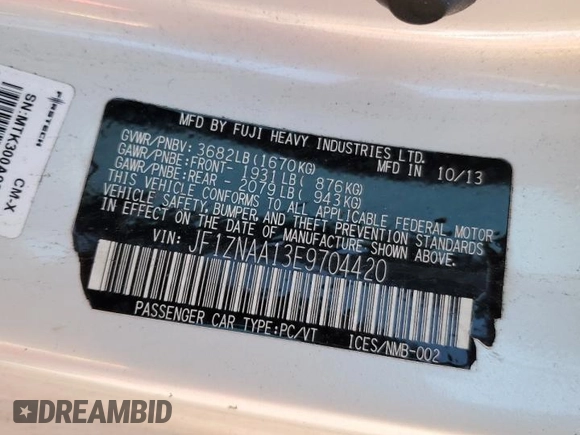 MFD BY FUJI HEAVY INDUSTRIES LTD.
GVWR/PNBV: 3682LB(1670KG) MFD IN 10/13
GAWR/PNBE:FRONT- 1931LB( 876KG)
GAWR/PNBE:REAR - 2079LB( 943KG)
THIS VEHICLE CONFORMS TO ALL APPLICABLE FEDERAL MOTOR
VEHICLE SAFETY, BUMPER, AND THEFT PREVENTION STANDARDS
IN EFFECT ON THE DATE OF MANUFACTURE SHOWN ABOVE.
VIN: JF1ZNAA13E9704420
PASSENGER CAR TYPE:PC/VT ICES/NMB-002
FIRSTECH
CM-X
DREAMBID